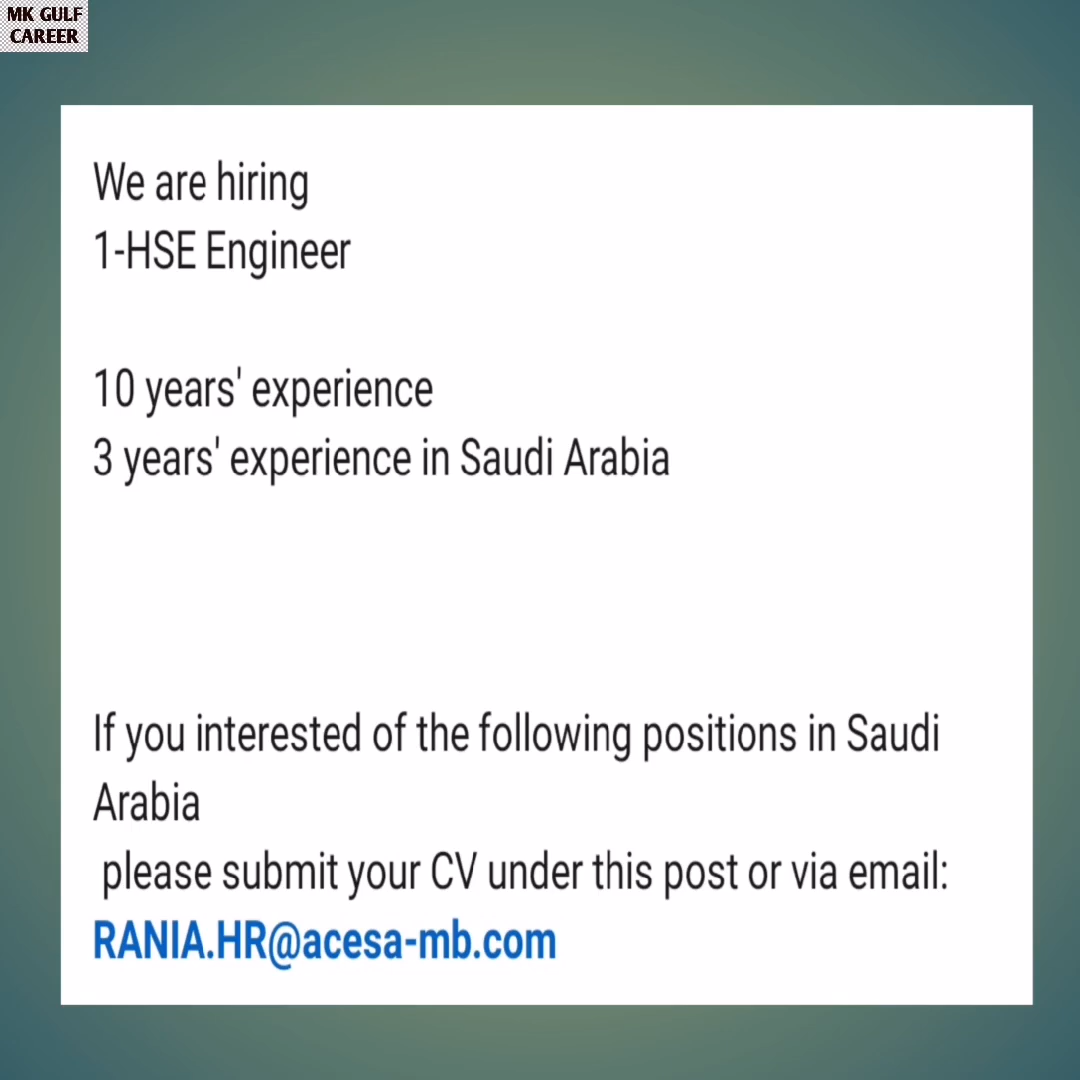 MK GULF
CAREER
We are hiring
1-HSE Engineer
10 years' experience
3 years' experience in Saudi Arabia
If you interested of the following positions in Saudi
Arabia
please submit your CV under this post or via email:
RANIA.HR@acesa-mb.com